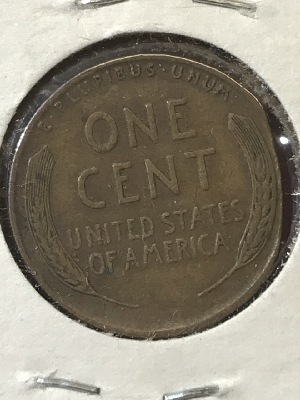 E·PLURIBUS·UNUM
ONE
CENT
UNITED STATES
OF AMERICA